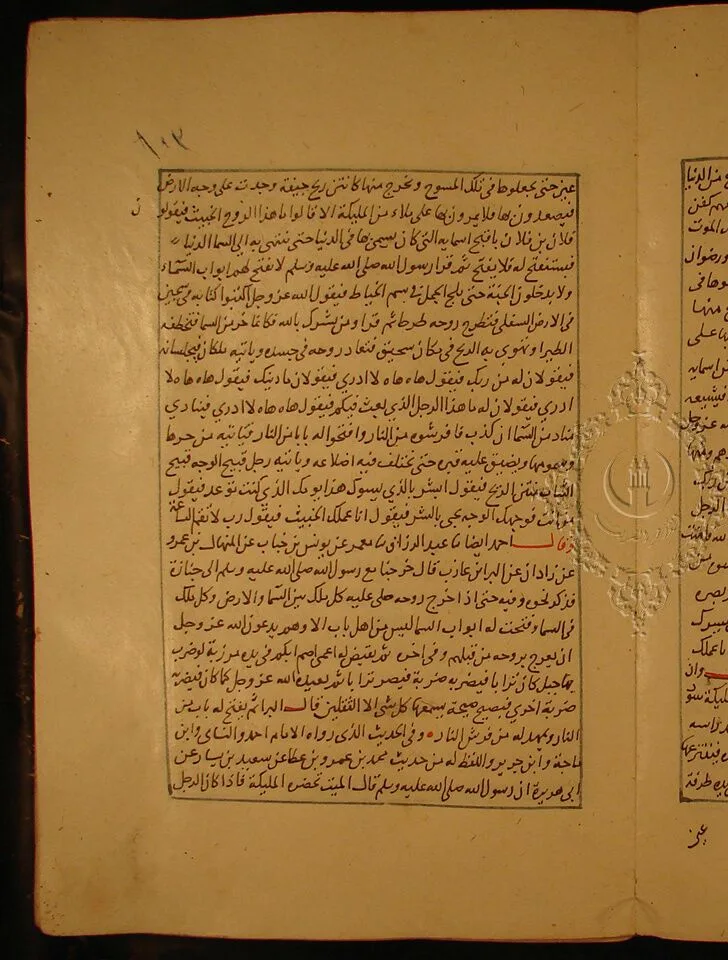 ١٠٣
عين حتى يجعلوها في تلك المسوح وتخرج منها كانتن ريح جيفة وجدت على وجه الارض
فيصعدون بها فلا يمرون بها على ملاء من المليكة الا قالوا ما هذا الروح الخبيث فيقولو
ن
فلان بن فلان باقبح اسمايه التي كان يسمى بها في الدنيا حتى ينتهي به الى السما الدنيا
فيستفتح له فلا يفتح ثم قرا رسول الله صلى الله عليه وسلم لا تفتح لهم ابواب السماء
ولا يدخلون الجنة حتى يلج الجمل في سم الخياط فيقول الله عز وجل اكتبوا كتابه في سجين
في الارض السفلى فتطرح روحه طرحا ثم قرا ومن يشرك بالله فكانما خر من السما فتخطفه
الطير او تهوي به الريح في مكان سحيق فتعاد روحه في جسده وياتيه ملكان فيجلسانه
فيقولان له من ربك فيقول هاه هاه لا ادري فيقولان ما دينك فيقول هاه هاه لا
ادري فيقولان له ما هذا الرجل الذي بعث فيكم فيقول هاه هاه لا ادري فينادي
مناد من السما ان كذب فافرشوه من النار وافتحوا له بابا من النار فياتيه من حرها
وسمومها ويضيق عليه قبره حتى تختلف فيه اضلاعه وياتيه رجل قبيح الوجه قبيح
الثياب منتن الريح فيقول ابشر بالذي يسوك هذا يومك الذي كنت توعد فيقول
من انت فوجهك الوجه يجي بالشر فيقول انا عملك الخبيث فيقول رب لا تقم الساعة
وقال احمد ايضا سا عبد الرزاق سا معمر عن يونس بن خباب عن المنهال بن عمرو
عن زاذان عن البرا بن عازب قال خرجنا مع رسول الله صلى الله عليه وسلم الى جنازة
فذكر نحوه وفيه حتى اذا خرج روحه صلى عليه كل ملك بين السما والارض وكل ملك
في السما وفتحت له ابواب السما ليس من اهل باب الا وهم يدعون الله عز وجل
ان يعرج بروحه من قبلهم وفي اخره ثم يقيض له اعمى اصم ابكم في يده مرزبة لو ضرب
بها جبل كان ترابا فيضربه ضربة فيصير ترابا ثم يعيده الله عز وجل كما كان فيضربه
ضربة اخرى فيصيح صيحة يسمعها كل شي الا الثقلين قال البرا ثم يفتح له باب من
النار ويمهد له من فرش النار وفي الحديث الذي رواه الامام احمد والنساي وابن
ماجة وابن جرير واللفظ له من حديث محمد بن عمرو بن عطا عن سعيد بن يسار عن
ابي هريرة ان رسول الله صلى الله عليه وسلم قال الميت تحضره المليكة فاذا كان الرجل